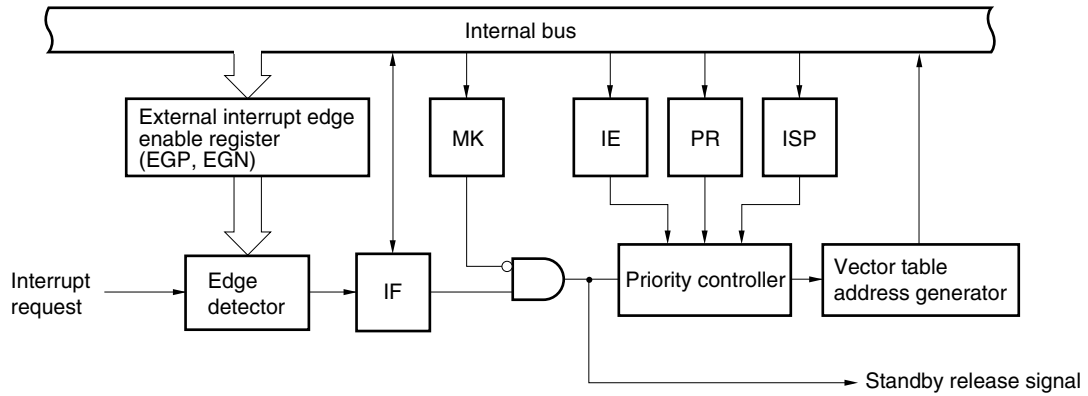 Internal bus
External interrupt edge
enable register
(EGP, EGN)
MK
IE
PR
ISP
Interrupt
request
Edge
detector
IF
Priority controller
Vector table
address generator
Standby release signal